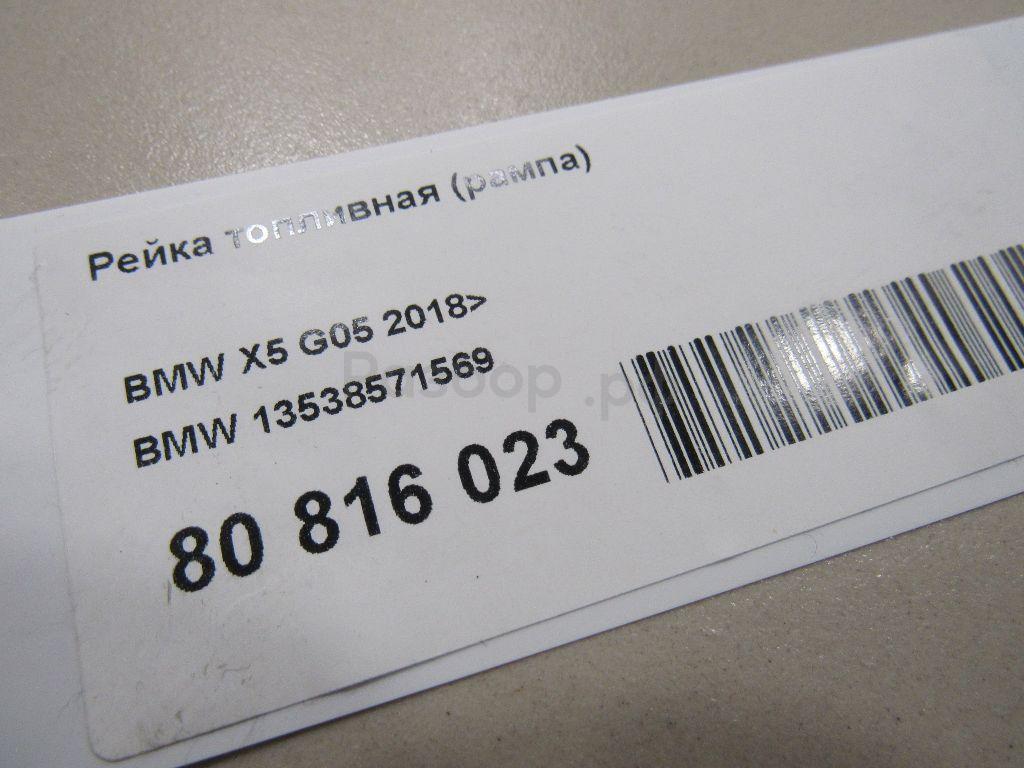 Рейка топливная (рампа)
BMW X5 G05 2018>
BMW 13538571569
80 816 023